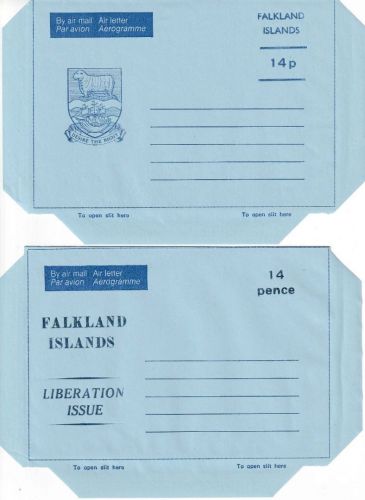 By air mail Air letter
Par avion Aérogramme
FALKLAND
ISLANDS
14p
DESIRE THE RIGHT
To open slit here To open slit here
By air mail Air letter
Par avion Aérogramme
14
pence
FALKLAND
ISLANDS
LIBERATION
ISSUE
To open slit here To open slit here